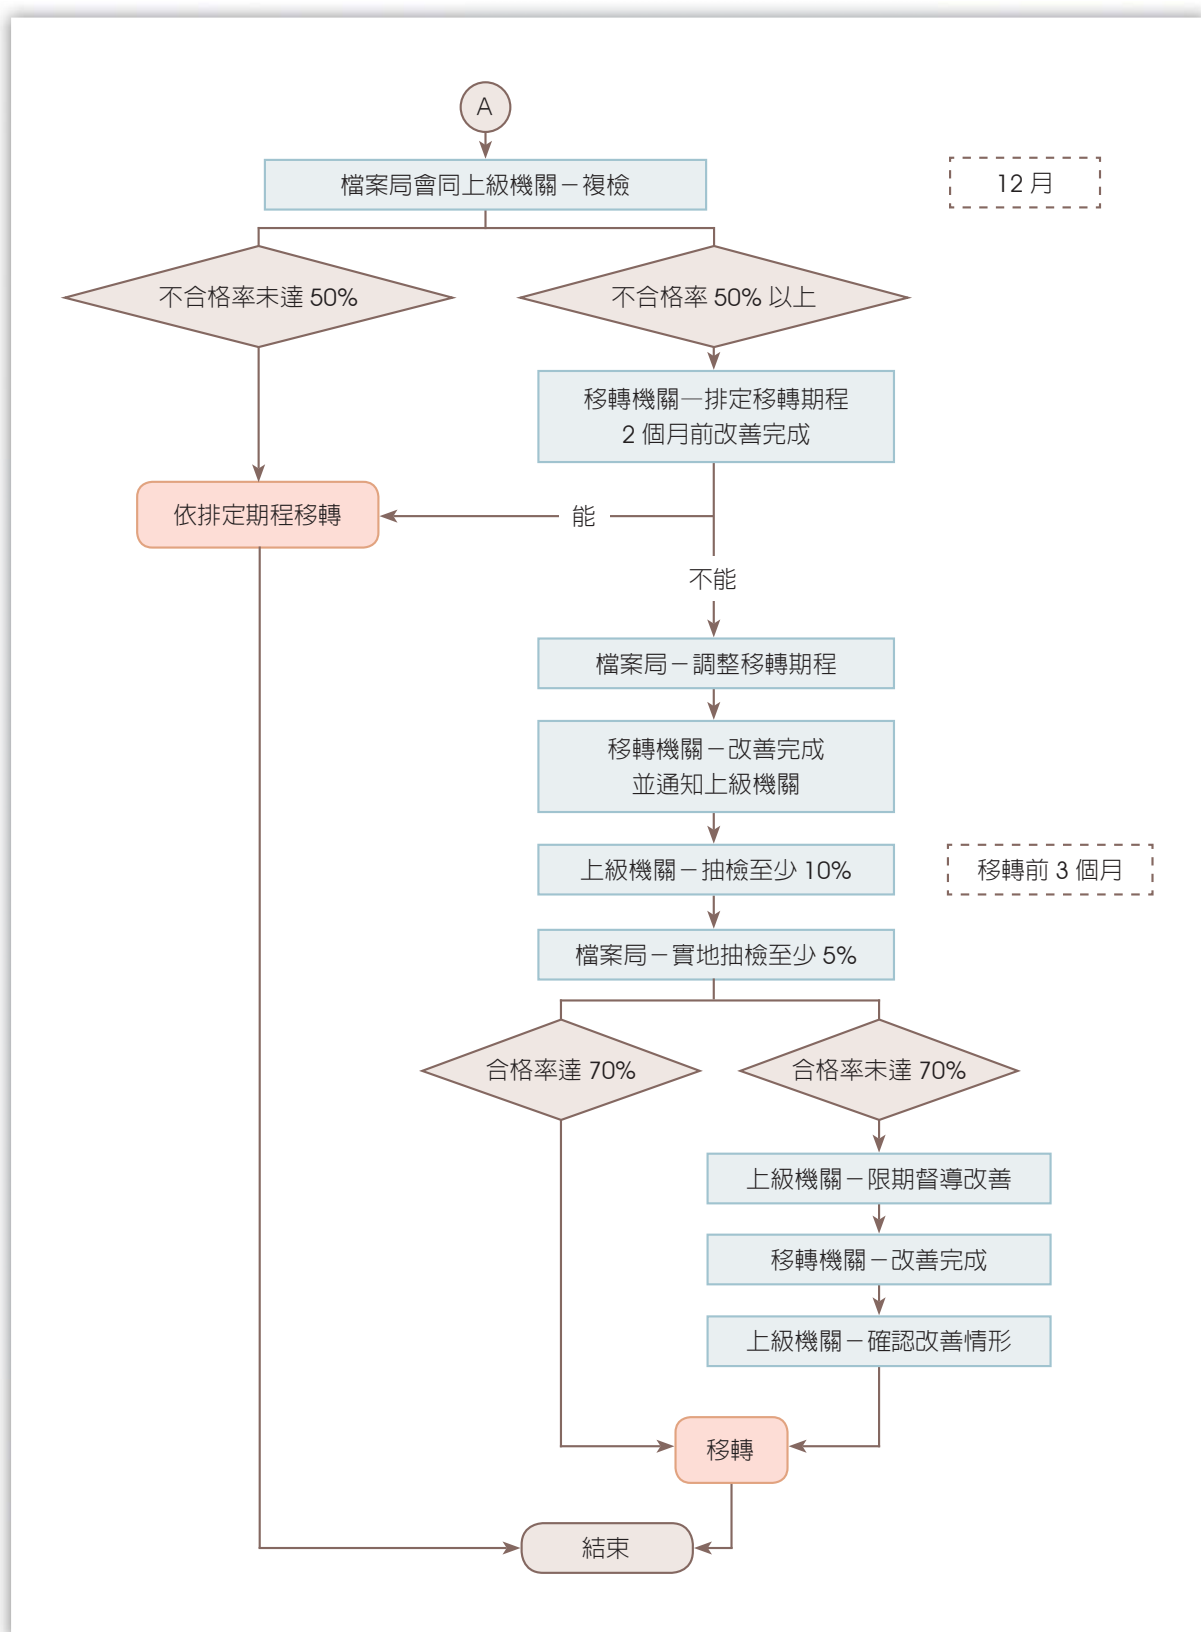 A
檔案局會同上級機關－複檢
12 月
不合格率未達 50%
不合格率 50% 以上
移轉機關—排定移轉期程
2 個月前改善完成
依排定期程移轉
能
不能
檔案局－調整移轉期程
移轉機關－改善完成
並通知上級機關
上級機關－抽檢至少 10%
移轉前 3 個月
檔案局－實地抽檢至少 5%
合格率達 70%
合格率未達 70%
上級機關－限期督導改善
移轉機關－改善完成
上級機關－確認改善情形
移轉
結束